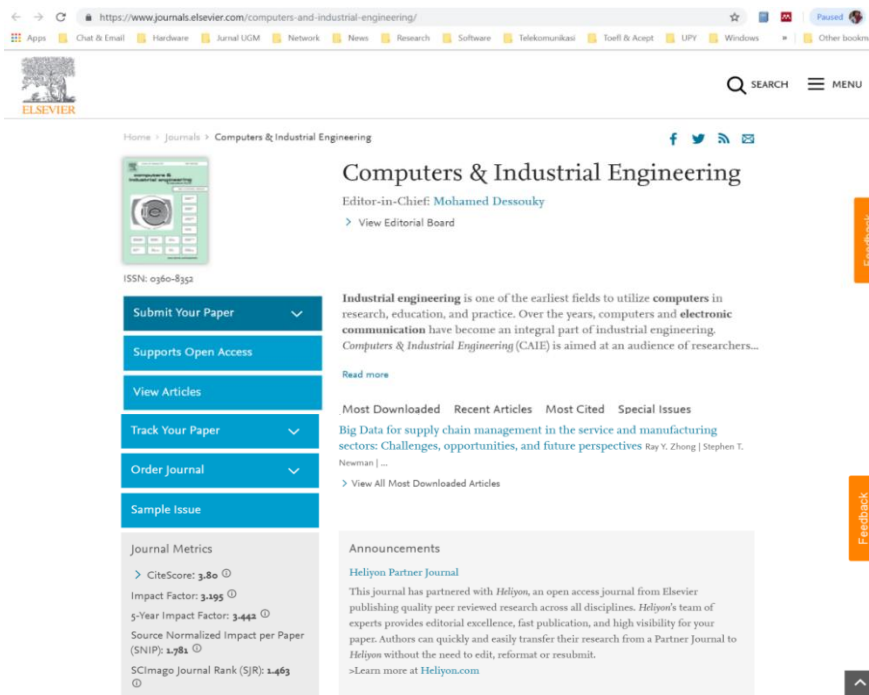 https://www.journals.elsevier.com/computers-and-industrial-engineering/
Paused
Apps Chat & Email Hardware Jurnal UGM Network News Research Software Telekomunikasi Toefl & Acept UPY Windows » Other bookm
ELSEVIER
SEARCH MENU
Home > Journals > Computers & Industrial Engineering
computers & industrial engineering
Computers & Industrial Engineering
Editor-in-Chief: Mohamed Dessouky
> View Editorial Board
Feedback
ISSN: 0360-8352
Submit Your Paper
Supports Open Access
View Articles
Track Your Paper
Order Journal
Sample Issue
Industrial engineering is one of the earliest fields to utilize computers in
research, education, and practice. Over the years, computers and electronic
communication have become an integral part of industrial engineering.
Computers & Industrial Engineering (CAIE) is aimed at an audience of researchers...
Read more
Most Downloaded Recent Articles Most Cited Special Issues
Big Data for supply chain management in the service and manufacturing
sectors: Challenges, opportunities, and future perspectives Ray Y. Zhong | Stephen T.
Newman | ...
> View All Most Downloaded Articles
Feedback
Journal Metrics
> CiteScore: 3.80
Impact Factor: 3.195
5-Year Impact Factor: 3.442
Source Normalized Impact per Paper
(SNIP): 1.781
SCImago Journal Rank (SJR): 1.463
Announcements
Heliyon Partner Journal
This journal has partnered with Heliyon, an open access journal from Elsevier
publishing quality peer reviewed research across all disciplines. Heliyon's team of
experts provides editorial excellence, fast publication, and high visibility for your
paper. Authors can quickly and easily transfer their research from a Partner Journal to
Heliyon without the need to edit, reformat or resubmit.
>Learn more at Heliyon.com